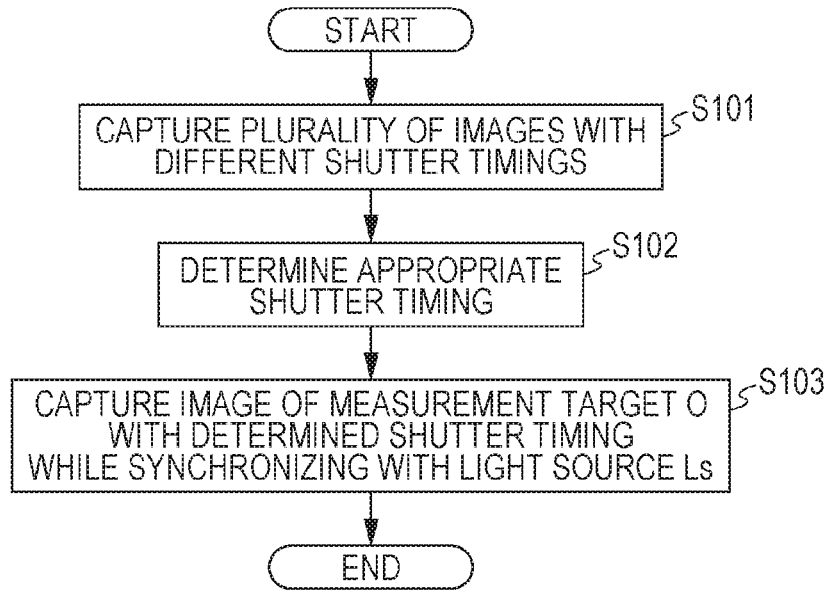 START
CAPTURE PLURALITY OF IMAGES WITH
DIFFERENT SHUTTER TIMINGS
S101
DETERMINE APPROPRIATE
SHUTTER TIMING
S102
CAPTURE IMAGE OF MEASUREMENT TARGET O
WITH DETERMINED SHUTTER TIMING
WHILE SYNCHRONIZING WITH LIGHT SOURCE Ls
S103
END